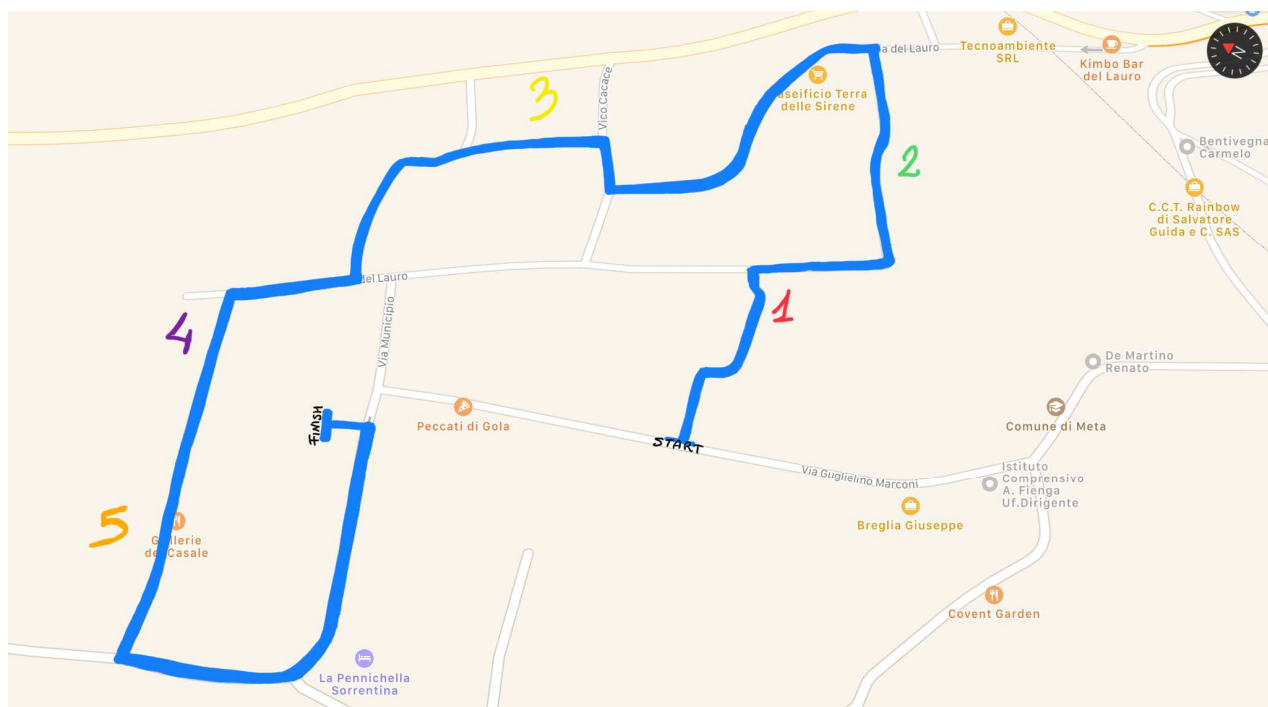 la del Lauro
Tecnoambiente
SRL
Kimbo Bar
del Lauro
N
3
Vico Cacace
aseificio Terra
delle Sirene
2
Bentivegna
Carmelo
C.C.T. Rainbow
di Salvatore
Guida e C. SAS
del Lauro
1
4
Via Municipio
De Martino
Renato
FINISH
Peccati di Gola
START
Comune di Meta
Via Guglielmo Marconi
Istituto
Comprensivo
A. Fienga
Uf.Dirigente
5
Breglia Giuseppe
G llerie
de Casale
Covent Garden
La Pennichella
Sorrentina